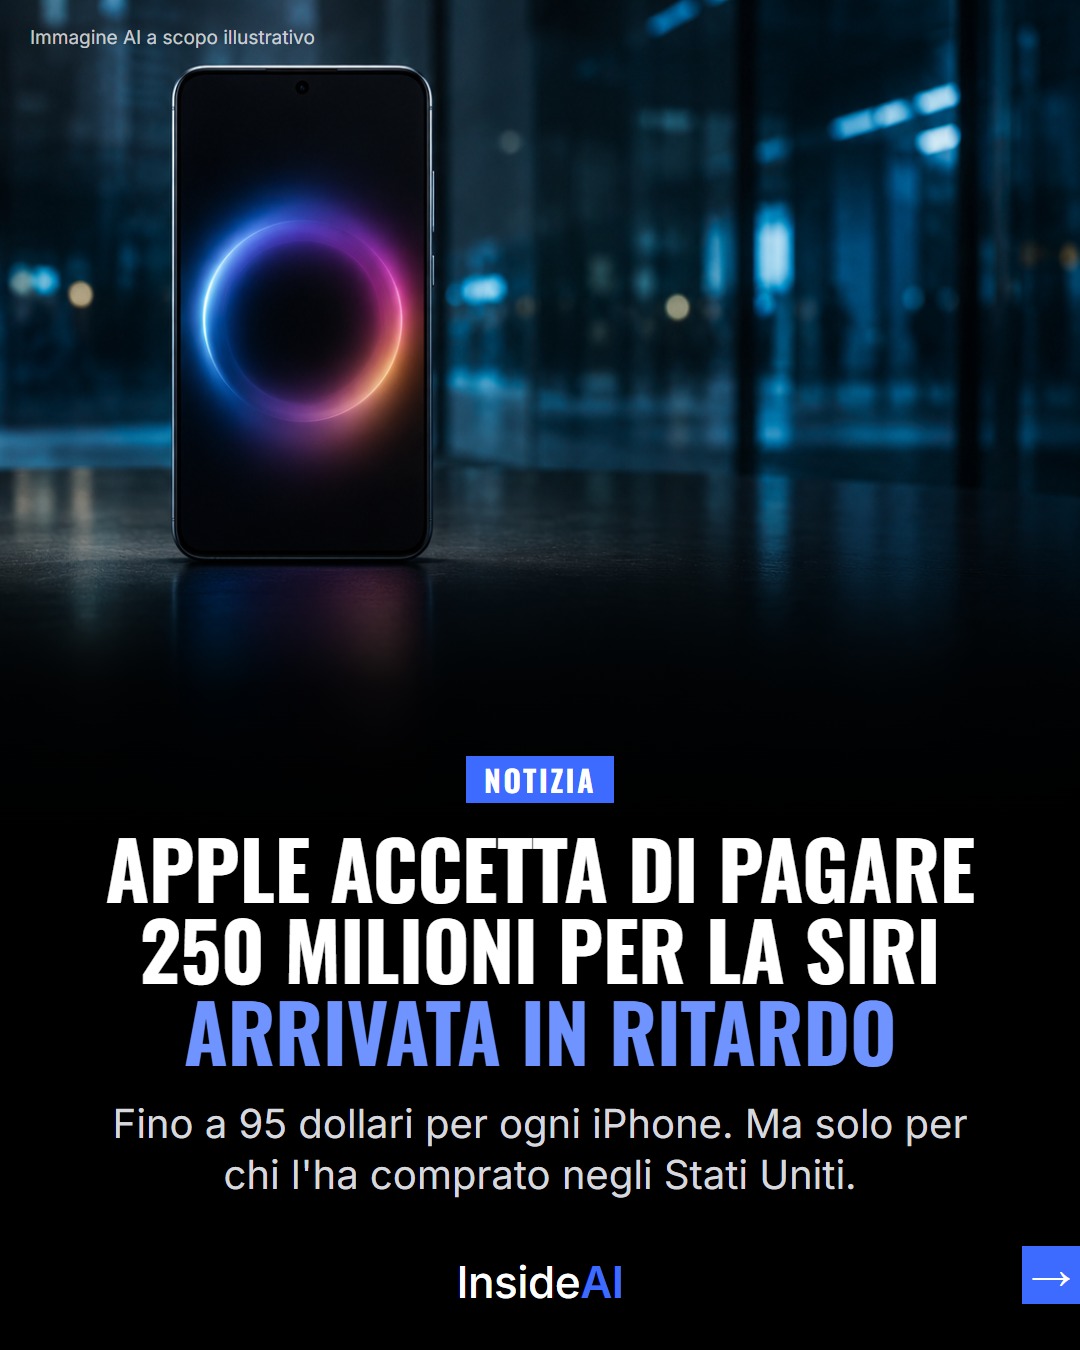 Immagine AI a scopo illustrativo
NOTIZIA
APPLE ACCETTA DI PAGARE
250 MILIONI PER LA SIRI
ARRIVATA IN RITARDO
Fino a 95 dollari per ogni iPhone. Ma solo per
chi l'ha comprato negli Stati Uniti.
InsideAI
→